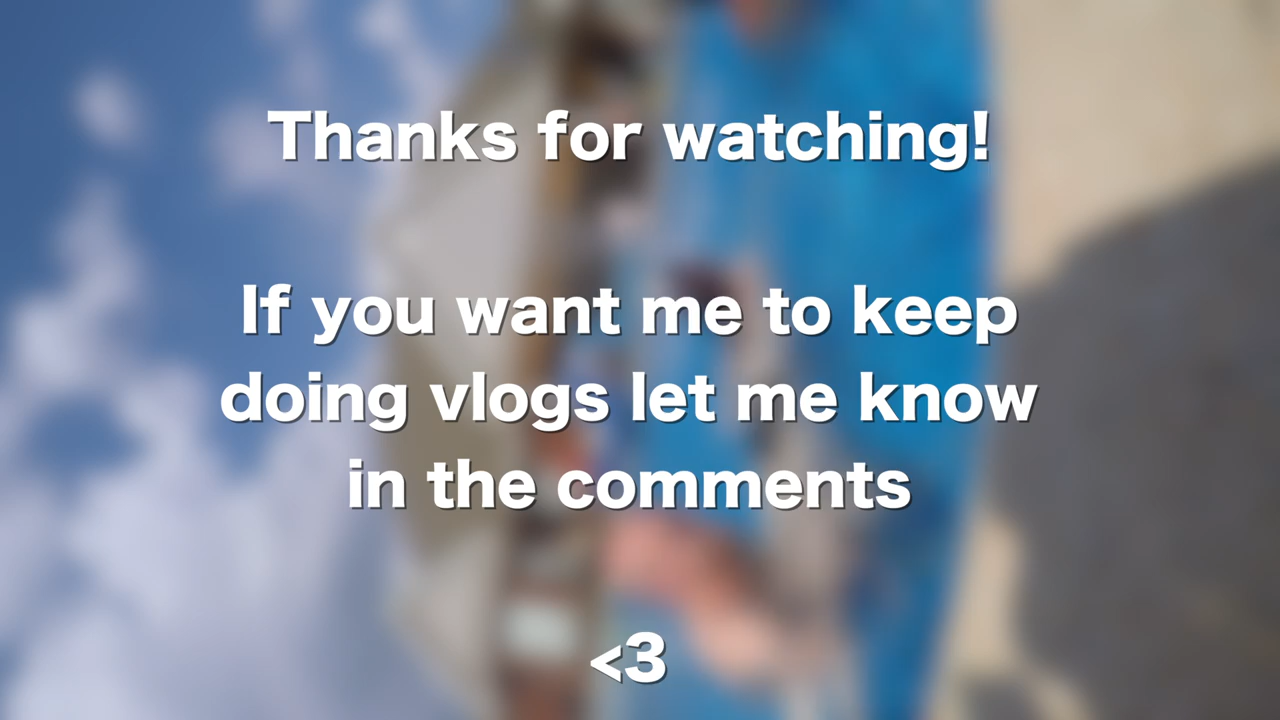 Thanks for watching!
If you want me to keep
doing vlogs let me know
in the comments
<3